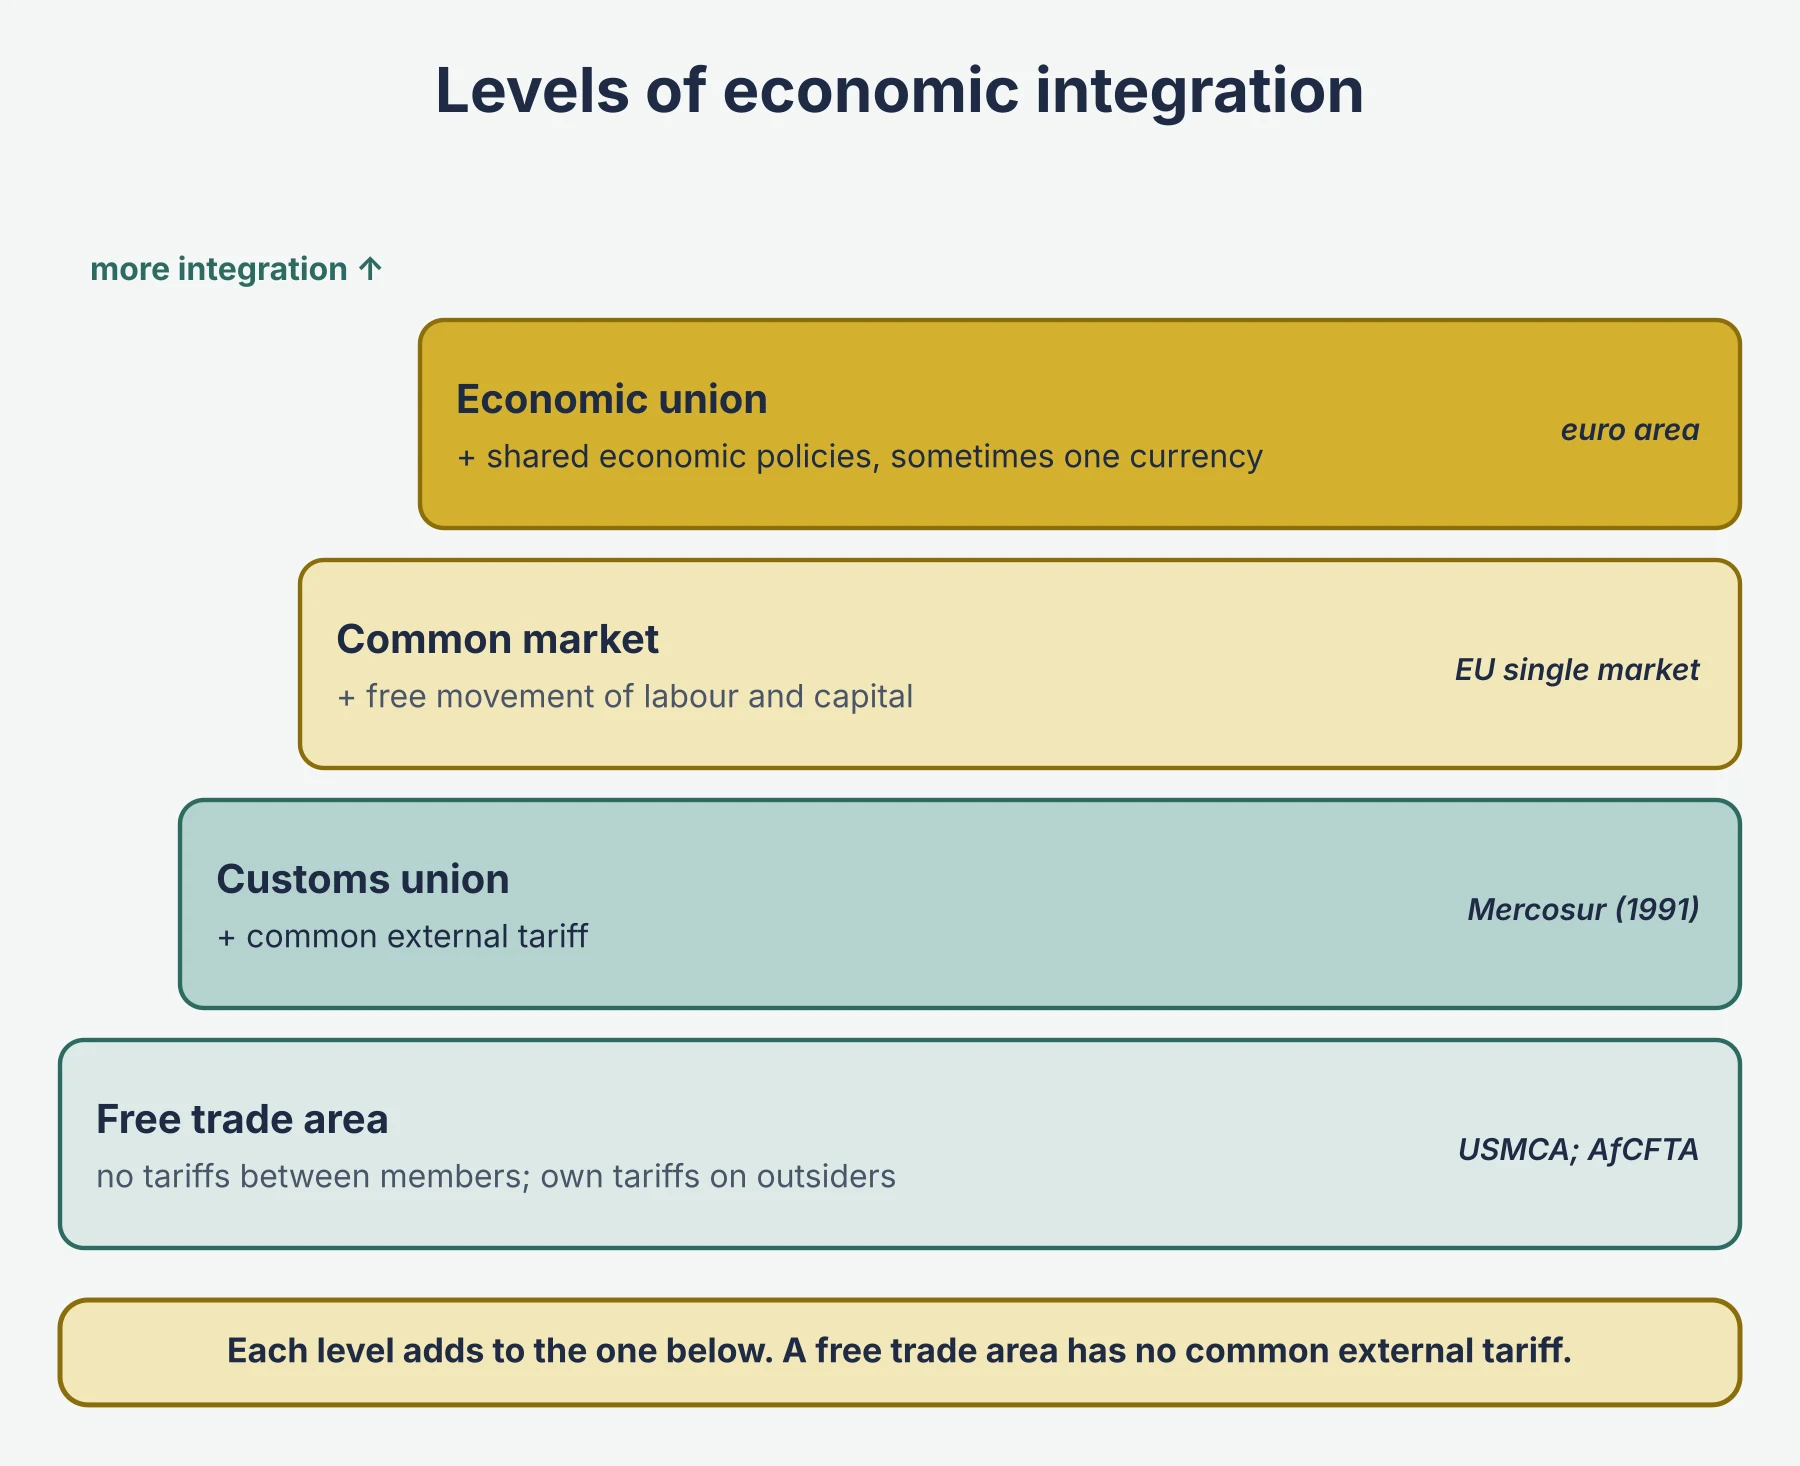 Levels of economic integration
more integration ↑
Economic union
+ shared economic policies, sometimes one currency
euro area
Common market
+ free movement of labour and capital
EU single market
Customs union
+ common external tariff
Mercosur (1991)
Free trade area
no tariffs between members; own tariffs on outsiders
USMCA; AfCFTA
Each level adds to the one below. A free trade area has no common external tariff.